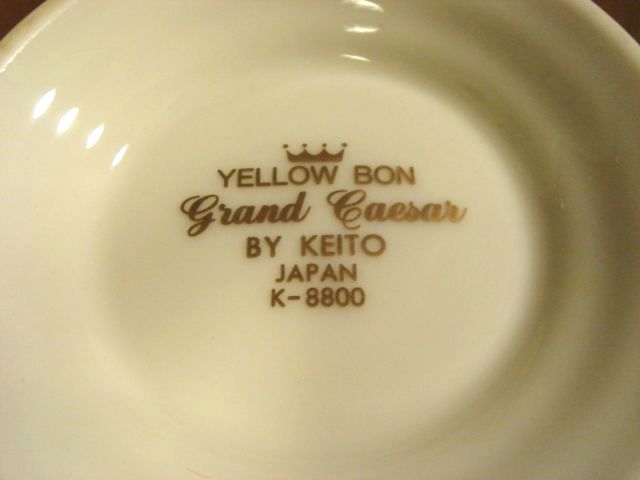 YELLOW BON
Grand Caesar
BY KEITO
JAPAN
K-8800